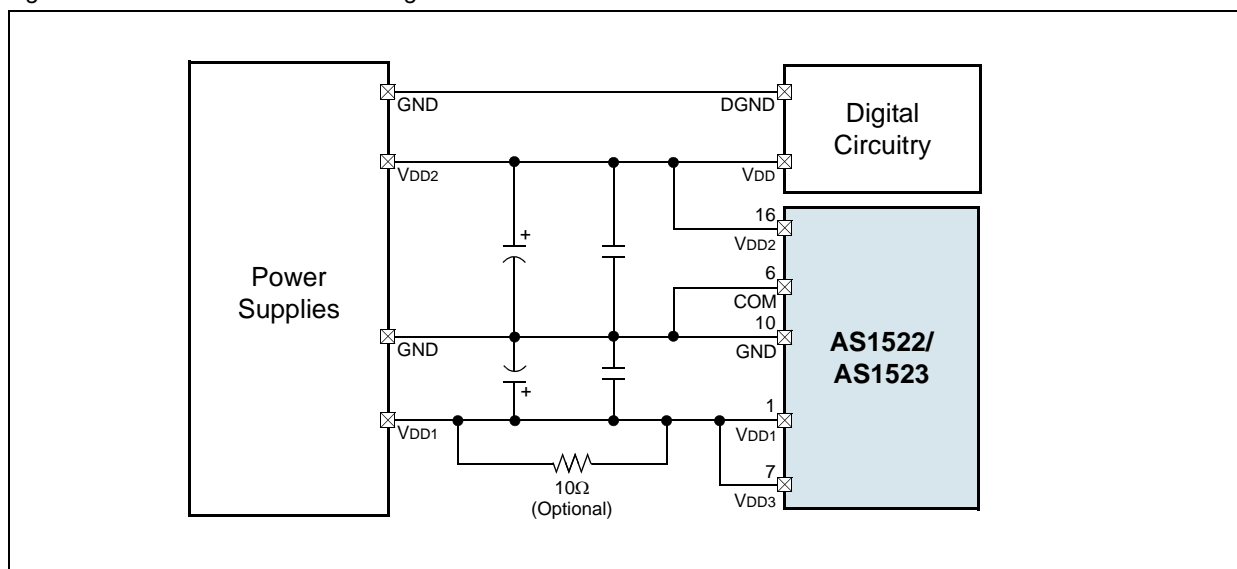 GND
DGND
Digital
Circuitry
VDD2
VDD
16
VDD2
6
COM
Power
Supplies
10
GND
GND
AS1522/
AS1523
1
VDD1
VDD1
10Ω
(Optional)
7
VDD3
+
+